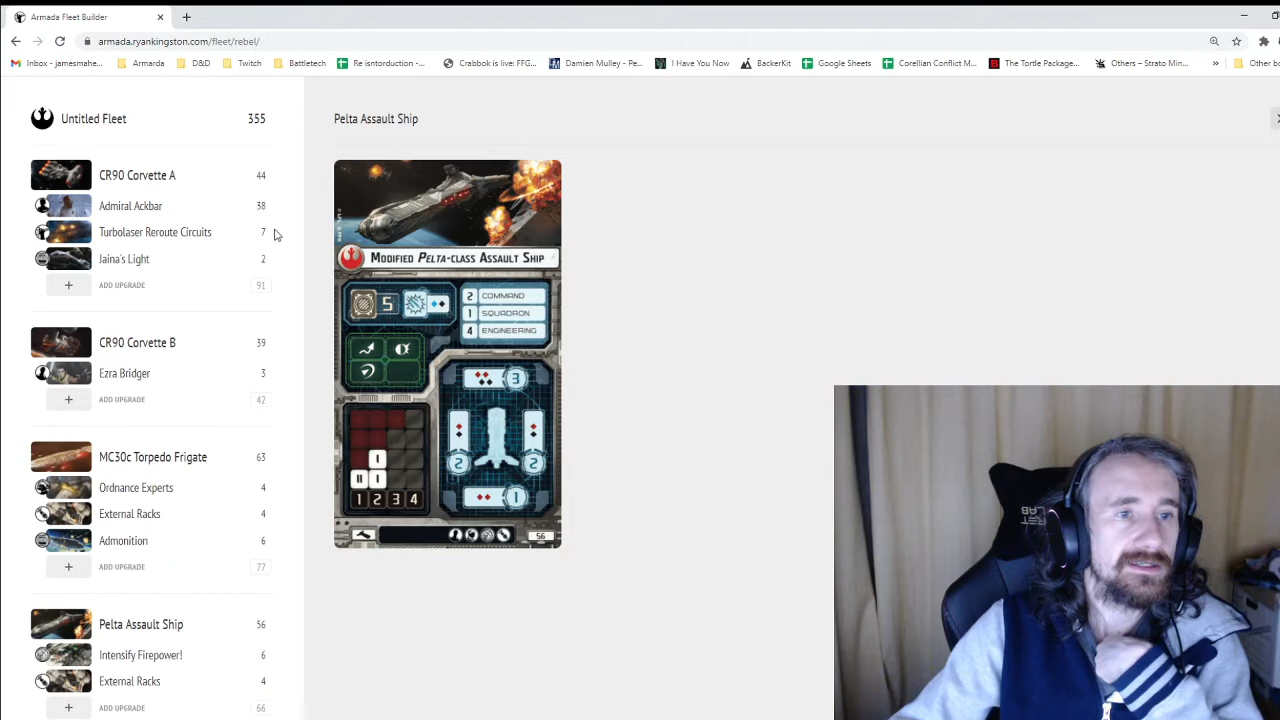 Armada Fleet Builder
armada.ryankingston.com/fleet/rebel/
Inbox - jamesmahe... Armarda D&D Twitch Battletech Re isntorduction -... Crabbok is live: FFG... Damien Mulley - Pe... I Have You Now BackerKit Google Sheets Corellian Conflict M... The Tortle Package... Others – Strato Min... » Other bo
Untitled Fleet 355
Pelta Assault Ship
CR90 Corvette A 44
Admiral Ackbar 38
Turbolaser Reroute Circuits 7
Jaina's Light 2
+ ADD UPGRADE 91
CR90 Corvette B 39
Ezra Bridger 3
+ ADD UPGRADE 42
MC30c Torpedo Frigate 63
Ordnance Experts 4
External Racks 4
Admonition 6
+ ADD UPGRADE 77
Pelta Assault Ship 56
Intensify Firepower! 6
External Racks 4
+ ADD UPGRADE 66
MODIFIED PELTA-CLASS ASSAULT SHIP
5
2 COMMAND
1 SQUADRON
4 ENGINEERING
3
2 2
1
I
II I
1 2 3 4
56